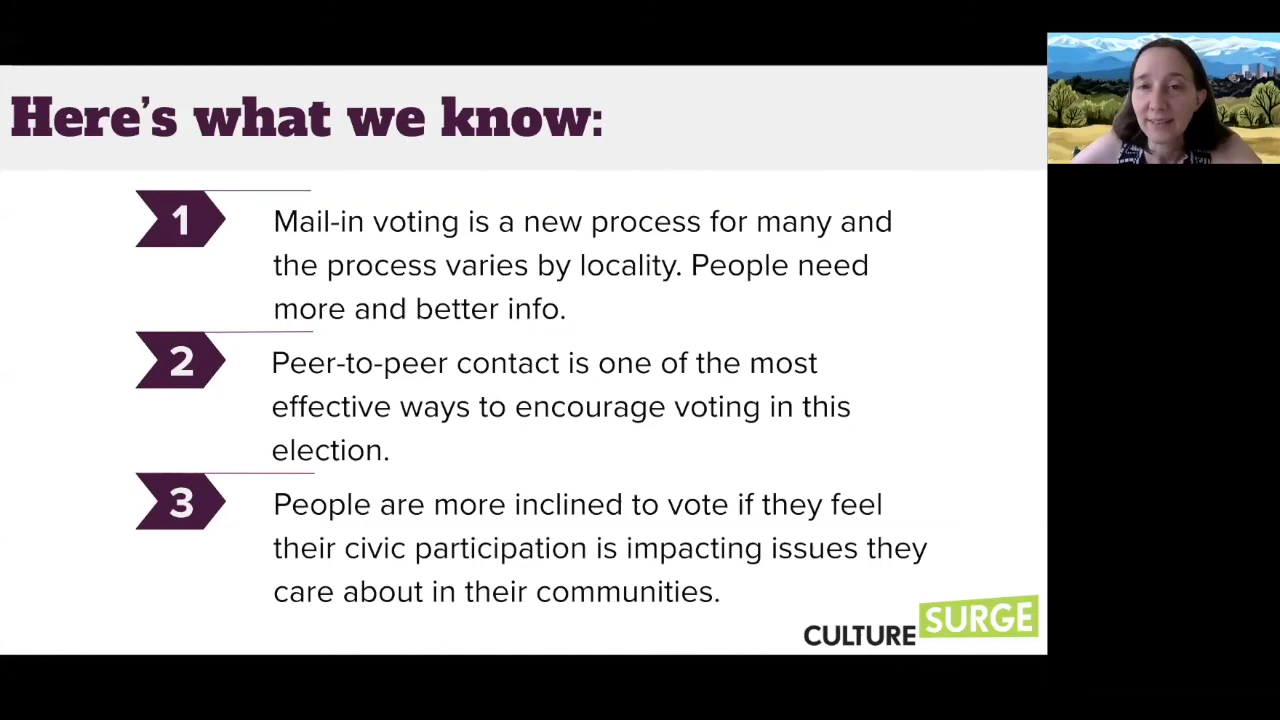 Here's what we know:
1
Mail-in voting is a new process for many and
the process varies by locality. People need
more and better info.
2
Peer-to-peer contact is one of the most
effective ways to encourage voting in this
election.
3
People are more inclined to vote if they feel
their civic participation is impacting issues they
care about in their communities.
CULTURE SURGE